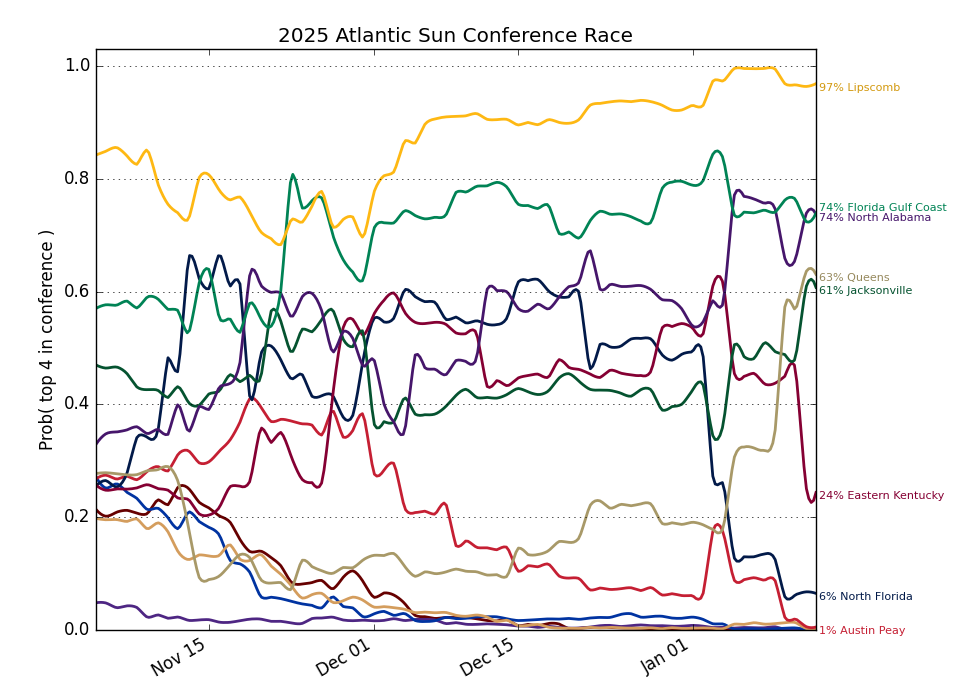 2025 Atlantic Sun Conference Race
Prob( top 4 in conference )
1.0
0.8
0.6
0.4
0.2
0.0
Nov 15
Dec 01
Dec 15
Jan 01
97% Lipscomb
74% Florida Gulf Coast
74% North Alabama
63% Queens
61% Jacksonville
24% Eastern Kentucky
6% North Florida
1% Austin Peay